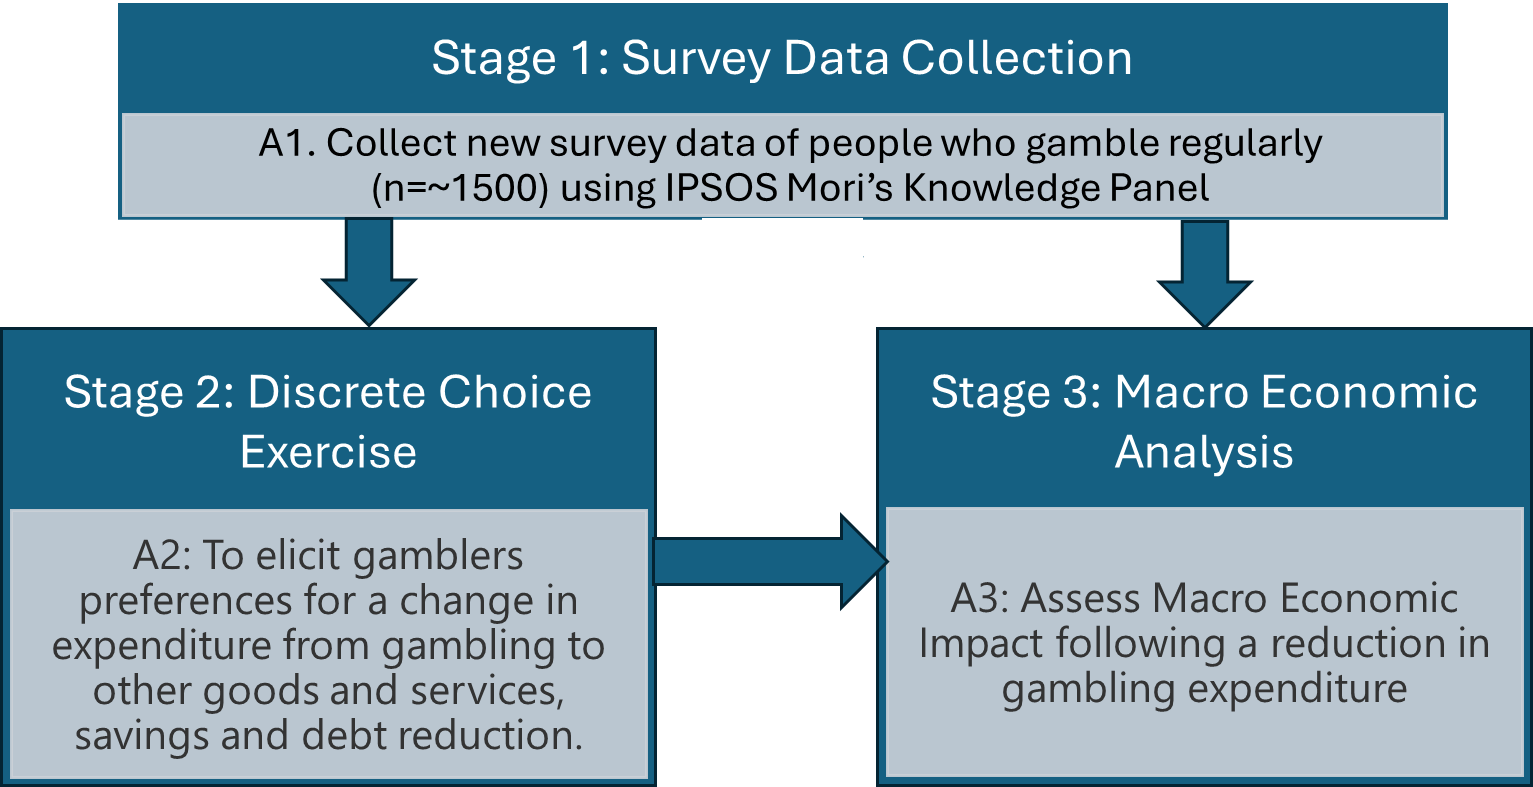 Stage 1: Survey Data Collection
A1. Collect new survey data of people who gamble regularly
(n=~1500) using IPSOS Mori’s Knowledge Panel
Stage 2: Discrete Choice
Exercise
A2: To elicit gamblers
preferences for a change in
expenditure from gambling to
other goods and services,
savings and debt reduction.
Stage 3: Macro Economic
Analysis
A3: Assess Macro Economic
Impact following a reduction in
gambling expenditure